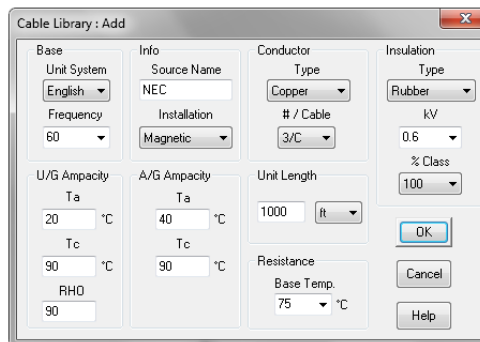 Cable Library : Add
Base
Unit System
English
Frequency
60
Info
Source Name
NEC
Installation
Magnetic
Conductor
Type
Copper
# / Cable
3/C
Insulation
Type
Rubber
kV
0.6
% Class
100
U/G Ampacity
Ta
20 °C
Tc
90 °C
RHO
90
A/G Ampacity
Ta
40 °C
Tc
90 °C
Unit Length
1000 ft
Resistance
Base Temp.
75 °C
OK
Cancel
Help